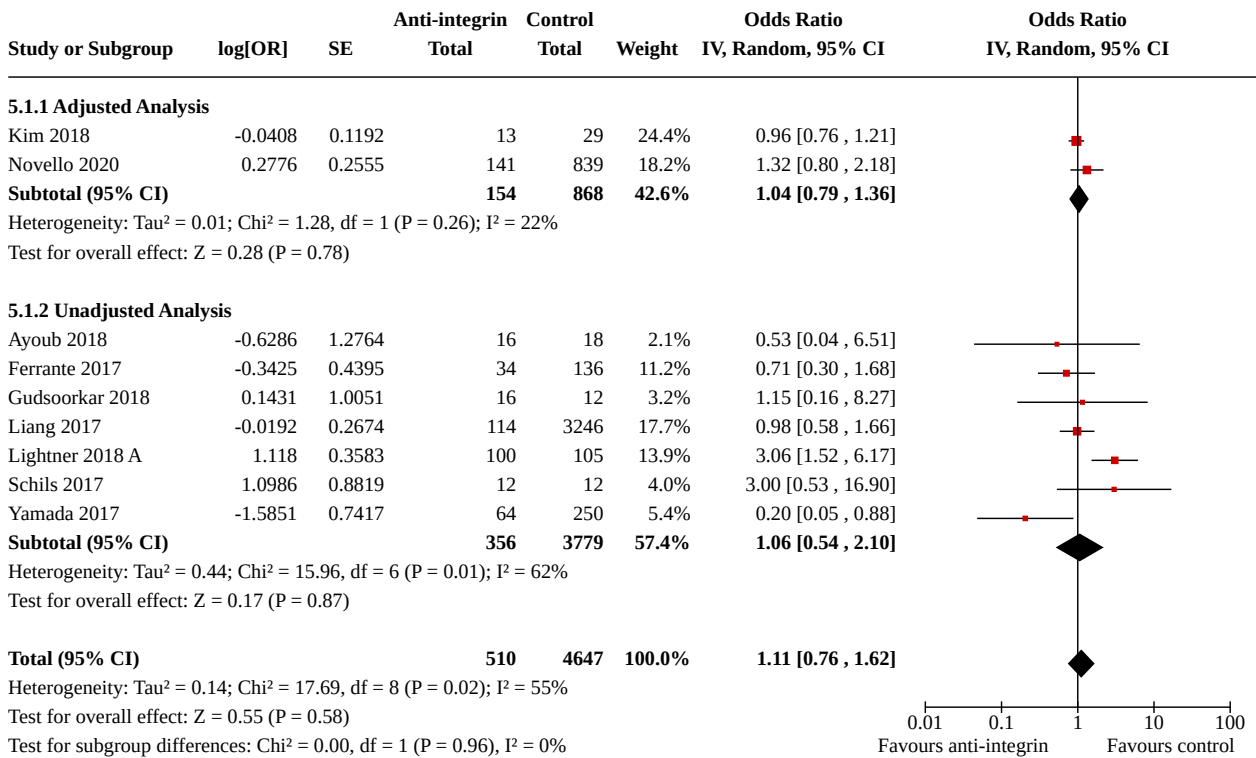 Anti-integrin Control Odds Ratio Odds Ratio
Study or Subgroup log[OR] SE Total Total Weight IV, Random, 95% CI IV, Random, 95% CI
5.1.1 Adjusted Analysis
Kim 2018 -0.0408 0.1192 13 29 24.4% 0.96 [0.76 , 1.21]
Novello 2020 0.2776 0.2555 141 839 18.2% 1.32 [0.80 , 2.18]
Subtotal (95% CI) 154 868 42.6% 1.04 [0.79 , 1.36]
Heterogeneity: Tau² = 0.01; Chi² = 1.28, df = 1 (P = 0.26); I² = 22%
Test for overall effect: Z = 0.28 (P = 0.78)
5.1.2 Unadjusted Analysis
Ayoub 2018 -0.6286 1.2764 16 18 2.1% 0.53 [0.04 , 6.51]
Ferrante 2017 -0.3425 0.4395 34 136 11.2% 0.71 [0.30 , 1.68]
Gudsoorkar 2018 0.1431 1.0051 16 12 3.2% 1.15 [0.16 , 8.27]
Liang 2017 -0.0192 0.2674 114 3246 17.7% 0.98 [0.58 , 1.66]
Lightner 2018 A 1.118 0.3583 100 105 13.9% 3.06 [1.52 , 6.17]
Schils 2017 1.0986 0.8819 12 12 4.0% 3.00 [0.53 , 16.90]
Yamada 2017 -1.5851 0.7417 64 250 5.4% 0.20 [0.05 , 0.88]
Subtotal (95% CI) 356 3779 57.4% 1.06 [0.54 , 2.10]
Heterogeneity: Tau² = 0.44; Chi² = 15.96, df = 6 (P = 0.01); I² = 62%
Test for overall effect: Z = 0.17 (P = 0.87)
Total (95% CI) 510 4647 100.0% 1.11 [0.76 , 1.62]
Heterogeneity: Tau² = 0.14; Chi² = 17.69, df = 8 (P = 0.02); I² = 55%
Test for overall effect: Z = 0.55 (P = 0.58)
0.01 0.1 1 10 100
Test for subgroup differences: Chi² = 0.00, df = 1 (P = 0.96), I² = 0%
Favours anti-integrin Favours control